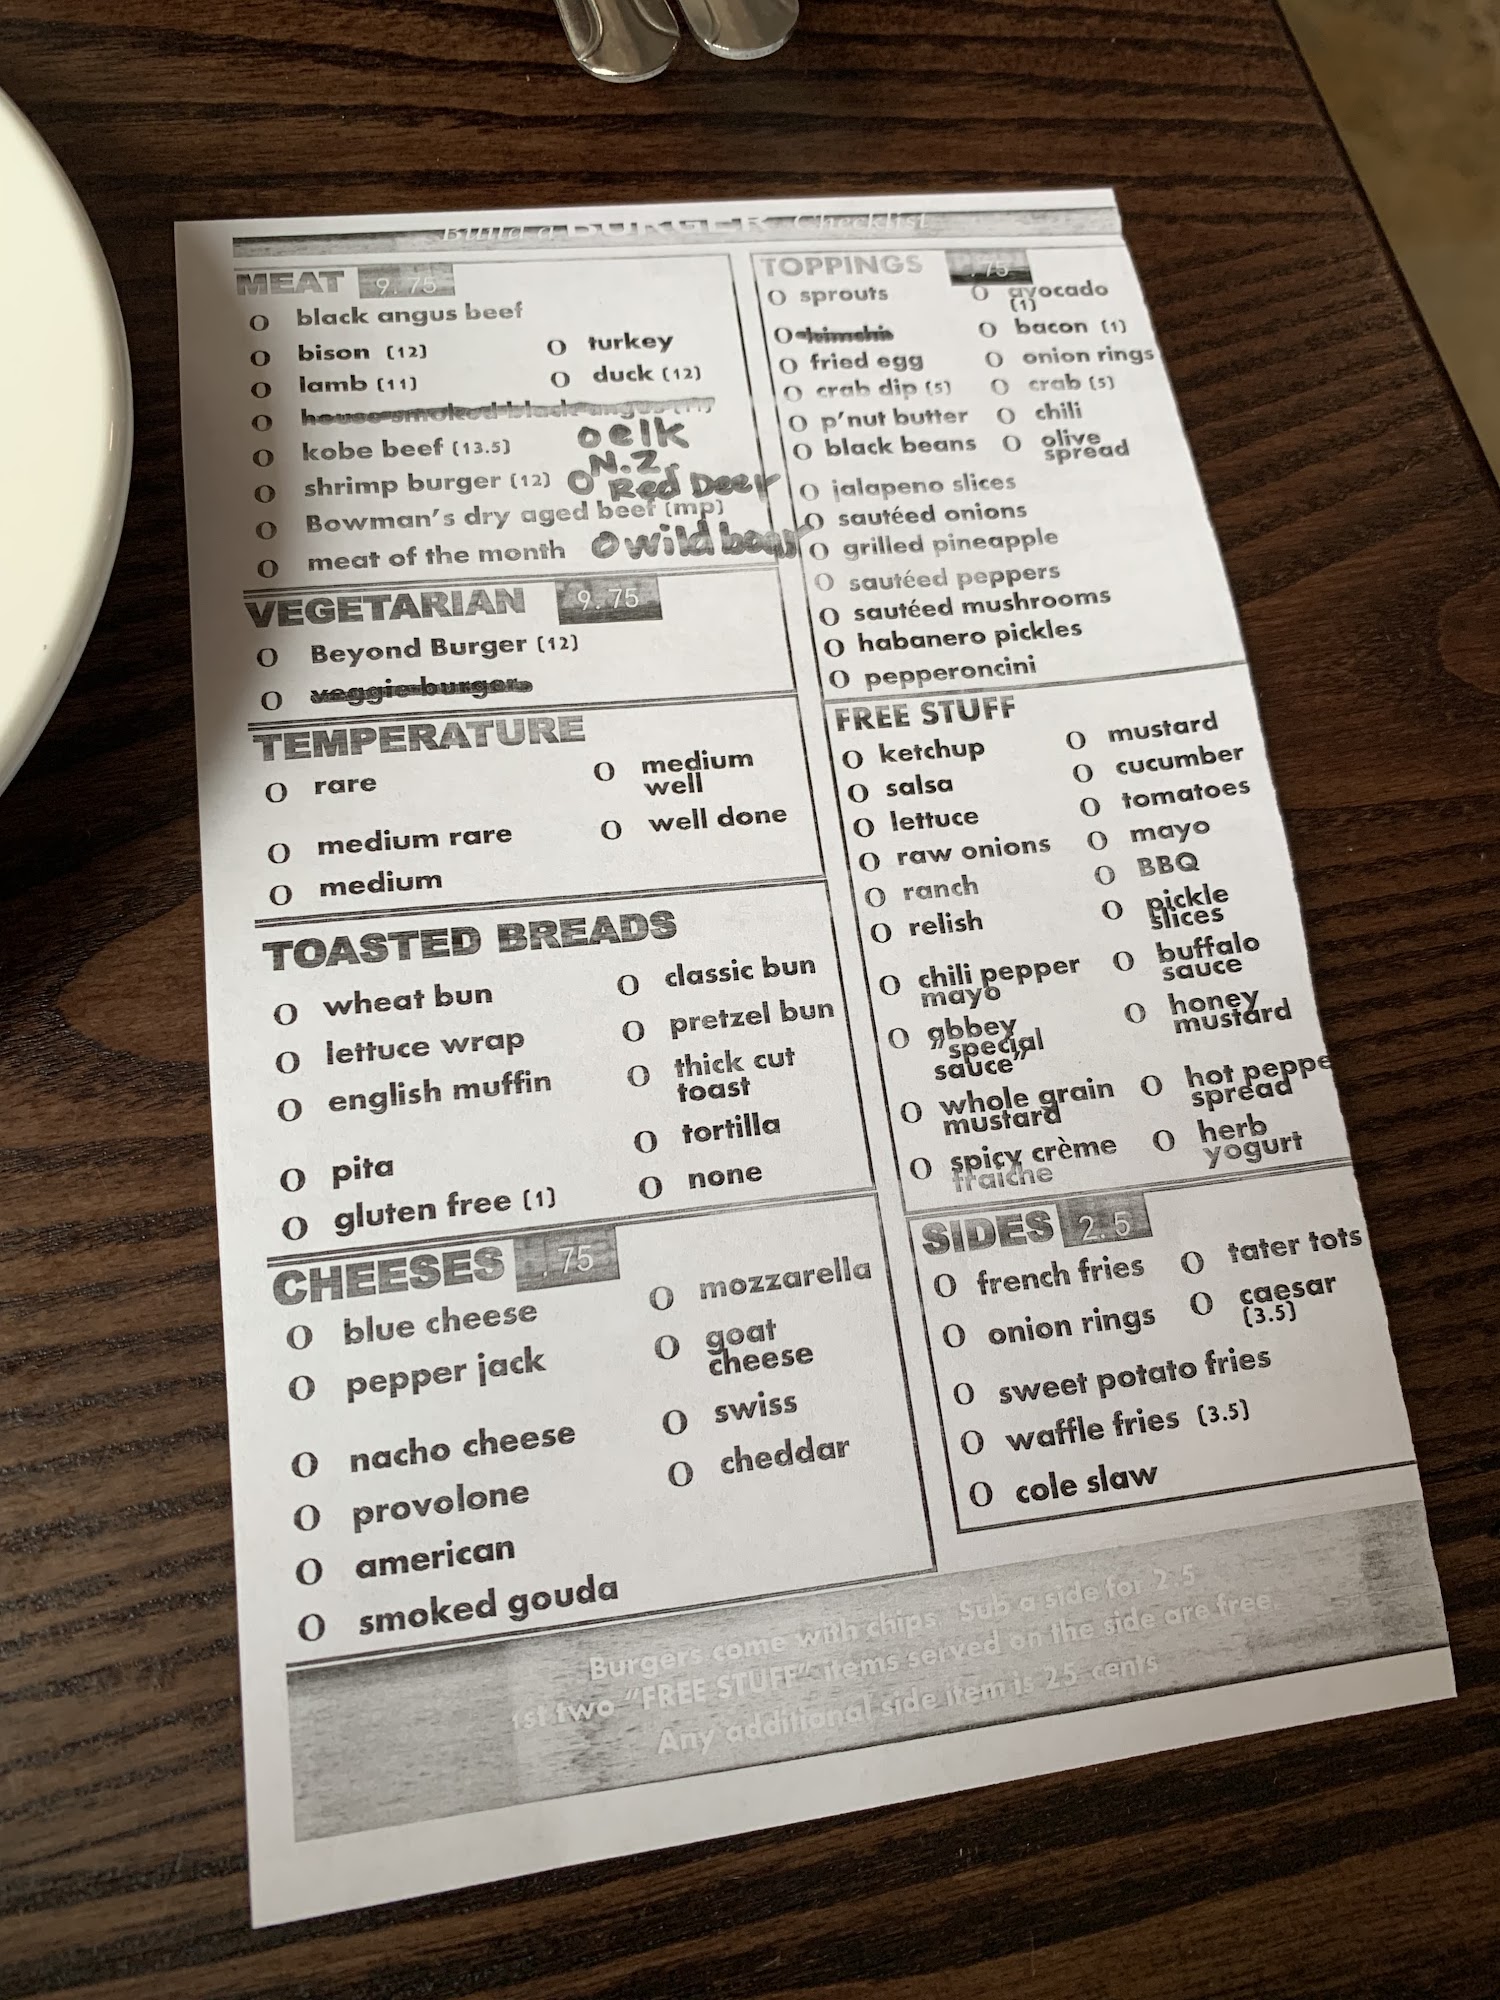 Build a BURGER Checklist
MEAT 9.75
O black angus beef
O bison (12) O turkey
O lamb (11) O duck (12)
O house smoked black angus (11)
O kobe beef (13.5) O elk
O shrimp burger (12) O N.Z. Red Deer
O Bowman's dry aged beef (mp)
O meat of the month O wild boar
VEGETARIAN 9.75
O Beyond Burger (12)
O veggie burger
TEMPERATURE
O rare O medium
well
O medium rare O well done
O medium
TOASTED BREADS
O wheat bun O classic bun
O lettuce wrap O pretzel bun
O english muffin O thick cut
toast
O pita O tortilla
O gluten free (1) O none
CHEESES .75
O blue cheese O mozzarella
O pepper jack O goat
cheese
O nacho cheese O swiss
O provolone O cheddar
O american
O smoked gouda
TOPPINGS .75
O sprouts O avocado
(1)
O kimchi O bacon (1)
O fried egg O onion rings
O crab dip (5) O crab (5)
O p'nut butter O chili
O black beans O olive
spread
O jalapeno slices
O sautéed onions
O grilled pineapple
O sautéed peppers
O sautéed mushrooms
O habanero pickles
O pepperoncini
FREE STUFF
O ketchup O mustard
O salsa O cucumber
O lettuce O tomatoes
O raw onions O mayo
O ranch O BBQ
O relish O pickle
slices
O chili pepper
mayo O buffalo
sauce
O abbey
"special
sauce" O honey
mustard
O whole grain
mustard O hot peppe
spread
O spicy crème
fraiche O herb
yogurt
SIDES 2.5
O french fries O tater tots
O onion rings O caesar
(3.5)
O sweet potato fries
O waffle fries (3.5)
O cole slaw
Burgers come with chips. Sub a side for 2.5
1st two "FREE STUFF" items served on the side are free.
Any additional side item is 25 cents